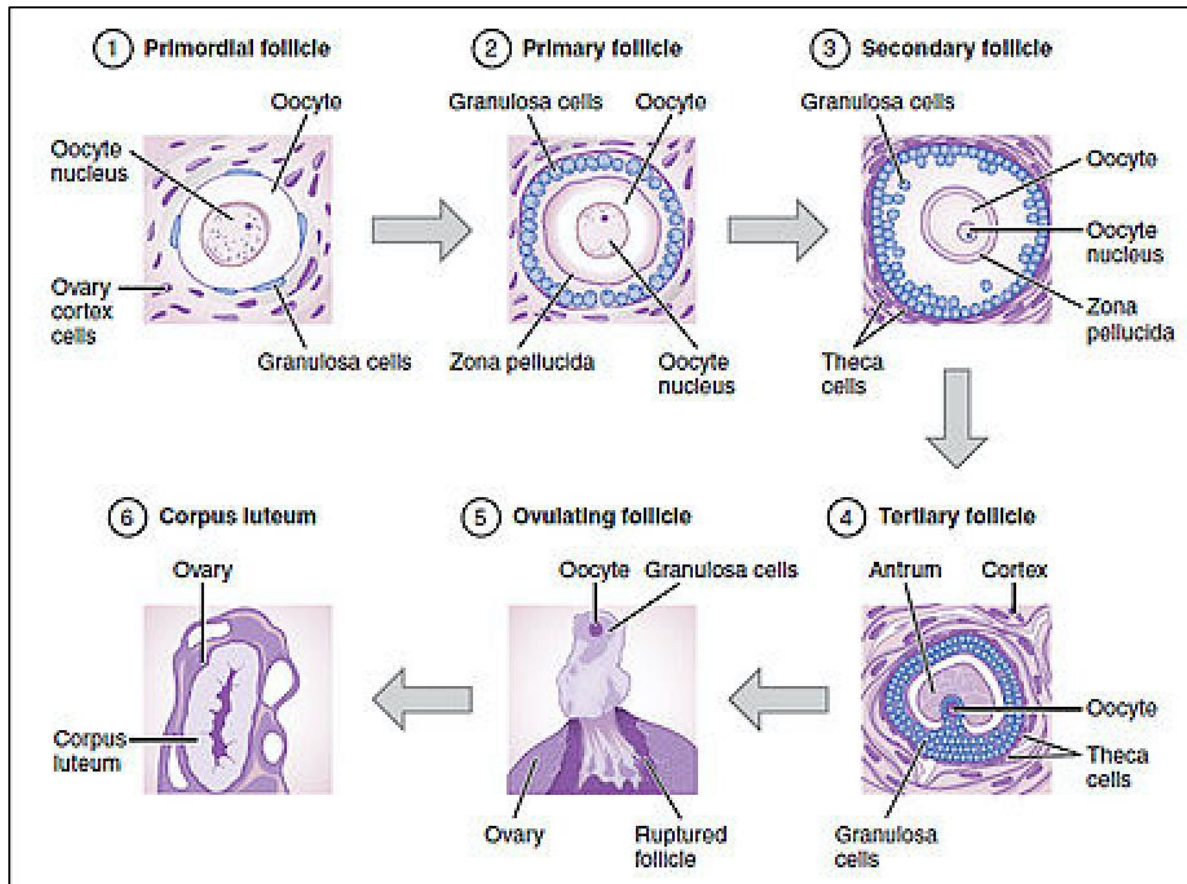 1 Primordial follicle
Oocyte
Oocyte
nucleus
Ovary
cortex
cells
Granulosa cells
2 Primary follicle
Granulosa cells
Oocyte
Zona pellucida
Oocyte
nucleus
3 Secondary follicle
Granulosa cells
Oocyte
Oocyte
nucleus
Zona
pellucida
Theca
cells
4 Tertiary follicle
Antrum
Cortex
Oocyte
Theca
cells
Granulosa
cells
5 Ovulating follicle
Oocyte
Granulosa cells
Ovary
Ruptured
follicle
6 Corpus luteum
Ovary
Corpus
luteum